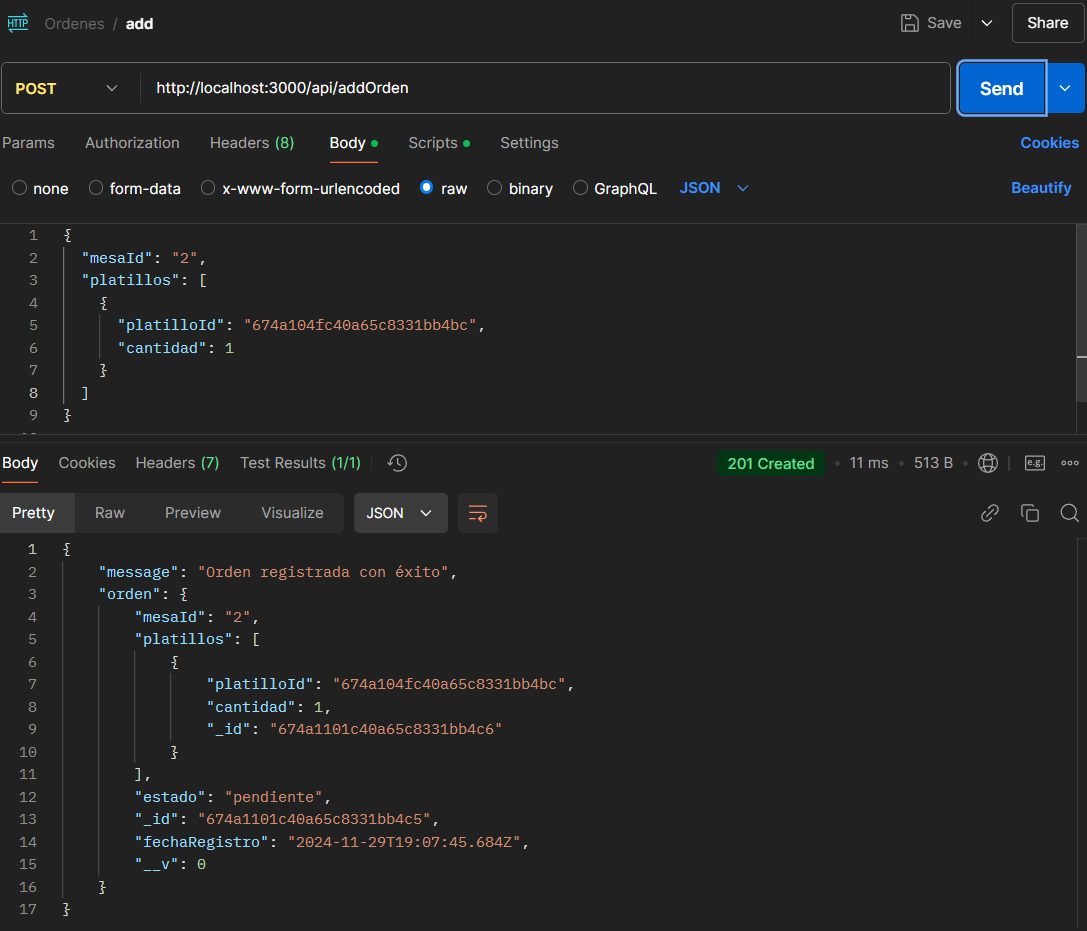 HTTP Ordenes / add Save Share
POST http://localhost:3000/api/addOrden Send
Params Authorization Headers (8) Body Scripts Settings Cookies
none form-data x-www-form-urlencoded raw binary GraphQL JSON Beautify
1 {
2 "mesaId": "2",
3 "platillos": [
4 {
5 "platilloId": "674a104fc40a65c8331bb4bc",
6 "cantidad": 1
7 }
8 ]
9 }
Body Cookies Headers (7) Test Results (1/1) 201 Created 11 ms 513 B e.g.
Pretty Raw Preview Visualize JSON
1 {
2 "message": "Orden registrada con éxito",
3 "orden": {
4 "mesaId": "2",
5 "platillos": [
6 {
7 "platilloId": "674a104fc40a65c8331bb4bc",
8 "cantidad": 1,
9 "_id": "674a1101c40a65c8331bb4c6"
10 }
11 ],
12 "estado": "pendiente",
13 "_id": "674a1101c40a65c8331bb4c5",
14 "fechaRegistro": "2024-11-29T19:07:45.684Z",
15 "__v": 0
16 }
17 }